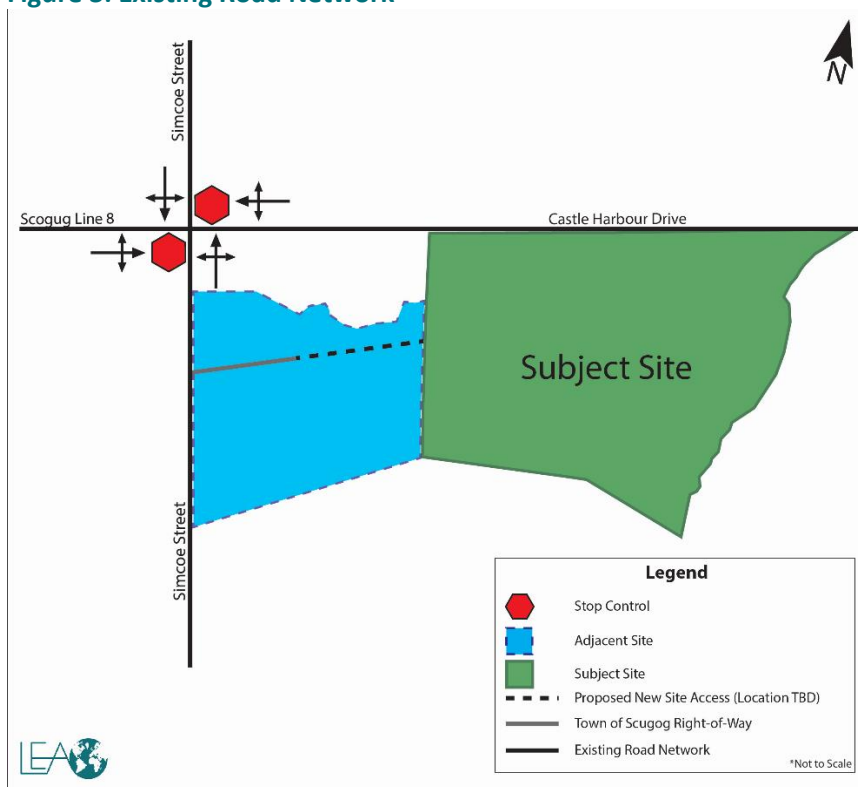 Figure Existing Road Network
Simcoe Street
N
Scogug Line 8
Castle Harbour Drive
Subject Site
Simcoe Street
Legend
Stop Control
Adjacent Site
Subject Site
Proposed New Site Access (Location TBD)
Town of Scugog Right-of-Way
Existing Road Network
*Not to Scale
LEA